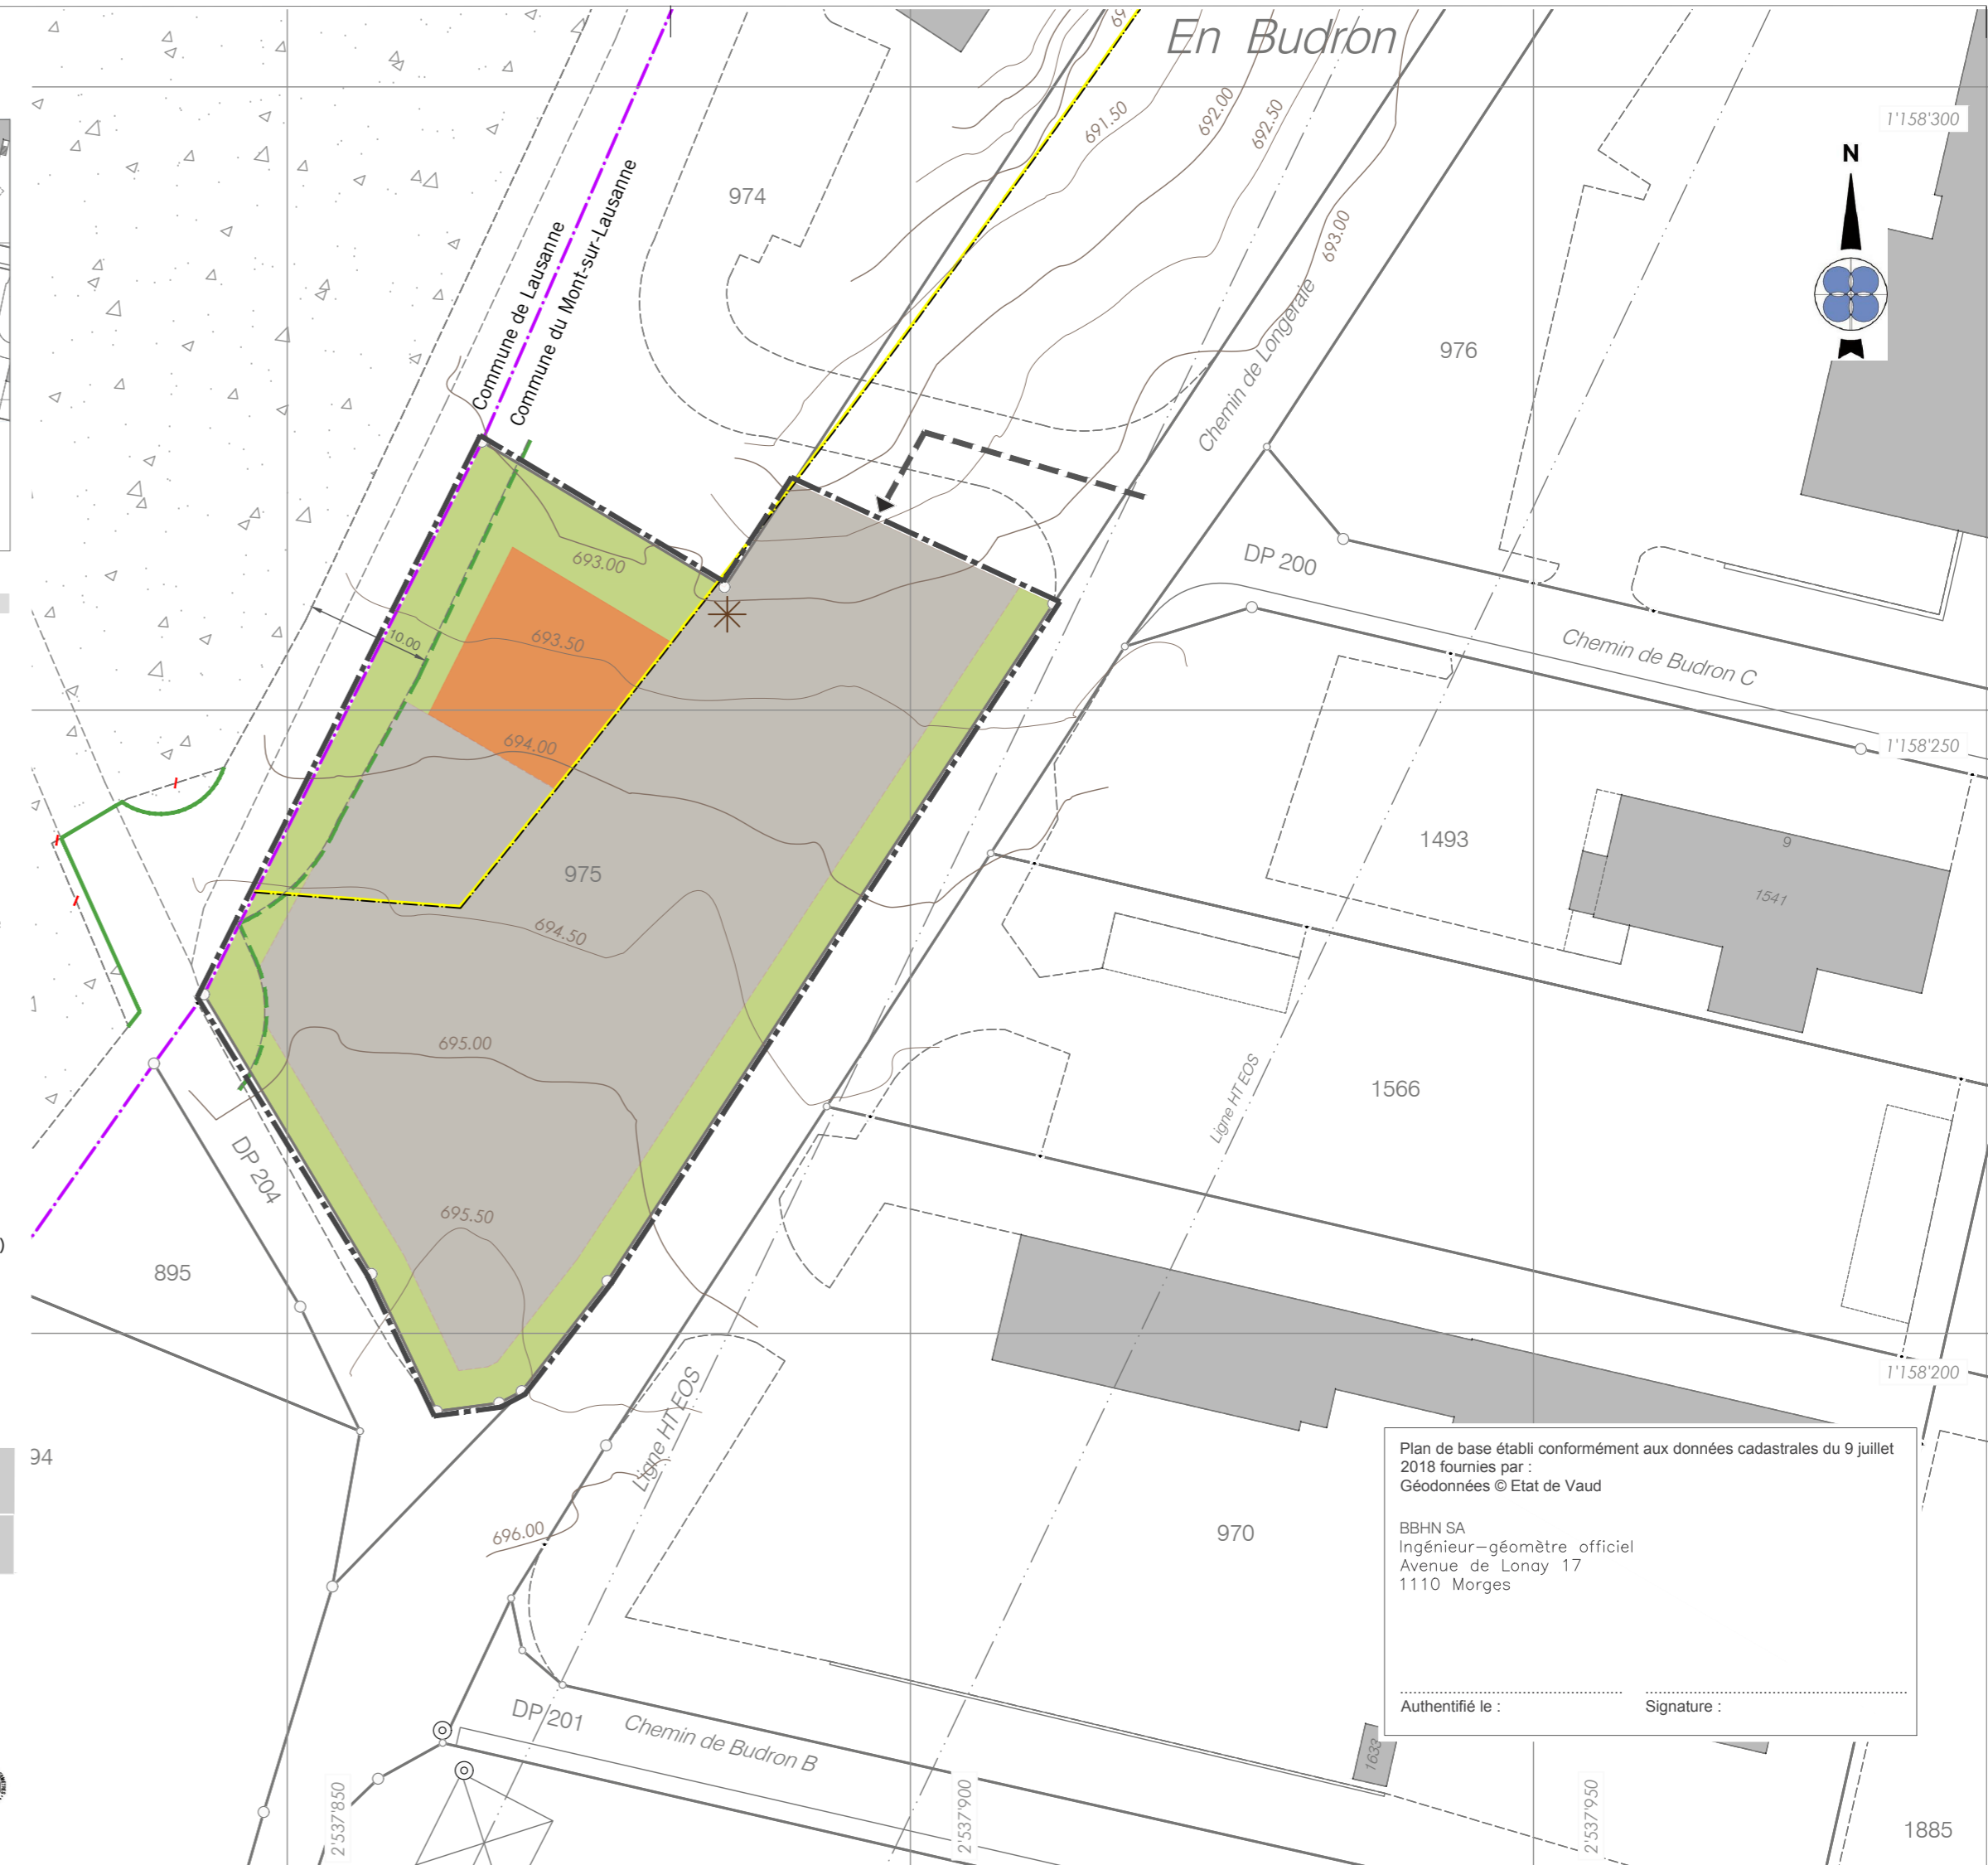 En Budron
69
691.50
692.00
692.50
693.00
1'158'300
N
974
Commune de Lausanne
Commune du Mont-sur-Lausanne
976
Chemin de Longeraie
DP 200
Chemin de Budron C
693.00
10.00
693.50
694.00
1'158'250
1493
9
1541
975
694.50
695.00
1566
Ligne HT EOS
DP 204
695.50
)
895
1'158'200
Ligne HT EOS
94
696.00
970
Plan de base établi conformément aux données cadastrales du 9 juillet
2018 fournies par :
Géodonnées © Etat de Vaud
BBHN SA
Ingénieur-géomètre officiel
Avenue de Lonay 17
1110 Morges
Authentifié le :
Signature :
DP 201
Chemin de Budron B
1633
2'537'850
2'537'900
2'537'950
1885